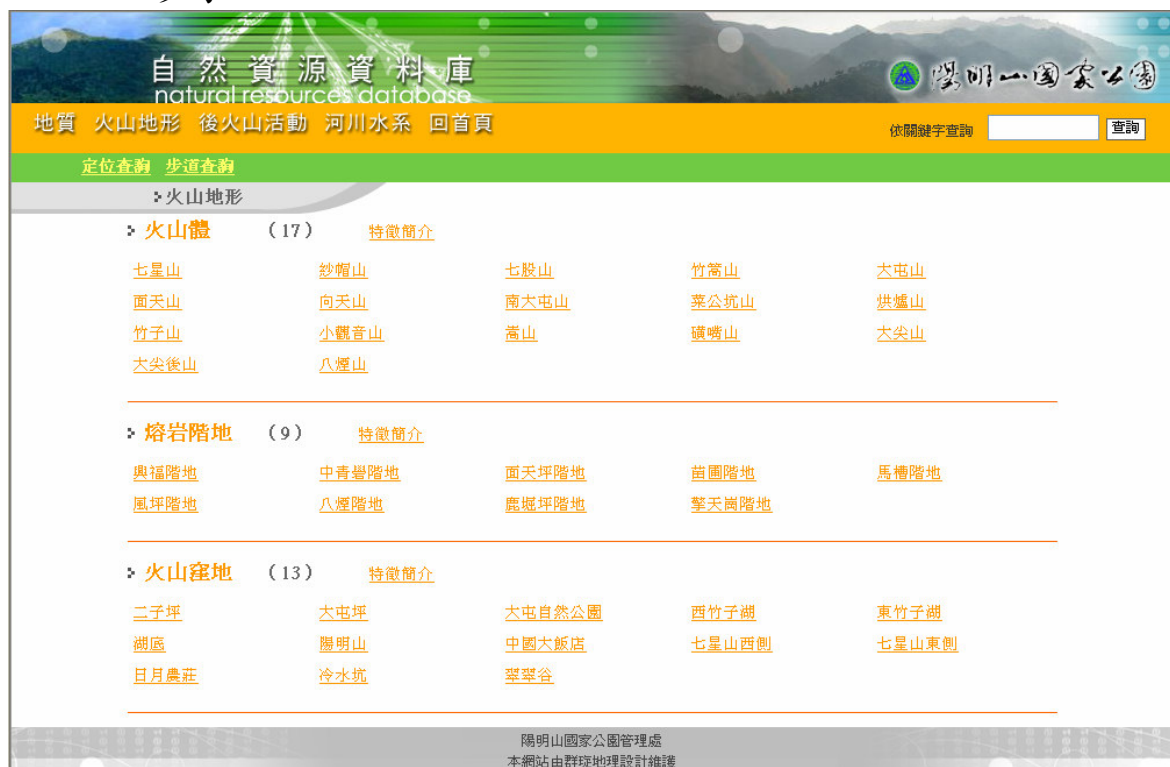 自然資源資料庫
natural resources database
陽明山國家公園
地質 火山地形 後火山活動 河川水系 回首頁
依關鍵字查詢 查詢
定位查詢 步道查詢
火山地形
火山體 (17) 特徵簡介
七星山 紗帽山 七股山 竹篙山 大屯山
面天山 向天山 南大屯山 菜公坑山 烘爐山
竹子山 小觀音山 嵩山 磺嘴山 大尖山
大尖後山 八煙山
熔岩階地 (9) 特徵簡介
興福階地 中青礐階地 面天坪階地 苗圃階地 馬槽階地
風坪階地 八煙階地 鹿堀坪階地 擎天崗階地
火山窪地 (13) 特徵簡介
二子坪 大屯坪 大屯自然公園 西竹子湖 東竹子湖
湖底 陽明山 中國大飯店 七星山西側 七星山東側
日月農莊 冷水坑 翠翠谷
陽明山國家公園管理處
本網站由群琁地理設計維護